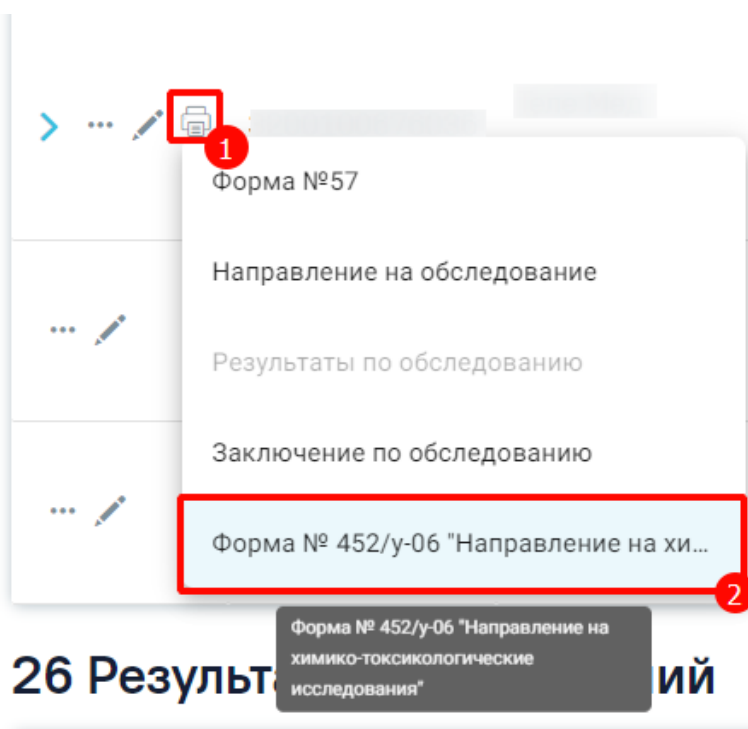 1
Форма №57
Направление на обследование
Результаты по обследованию
Заключение по обследованию
Форма № 452/у-06 "Направление на хи...
2
Форма № 452/у-06 "Направление на
химико-токсикологические
исследования"
26 Резуль ий